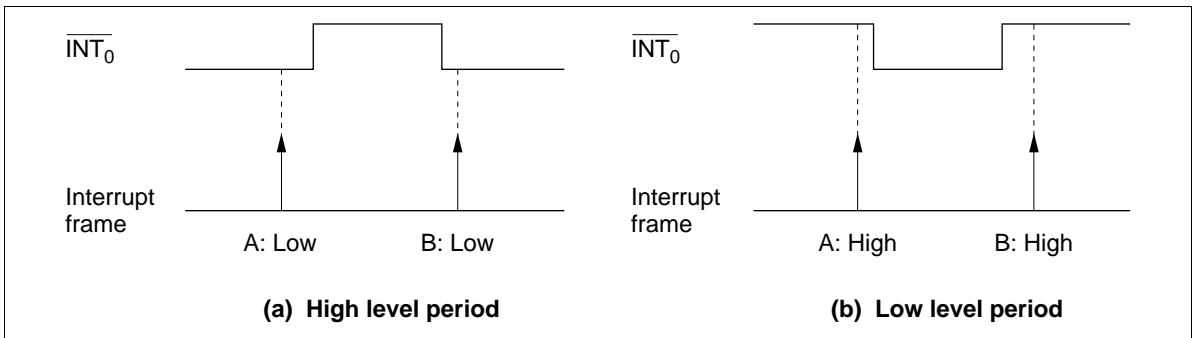 INT0
INT0
Interrupt
frame
Interrupt
frame
A: Low
B: Low
A: High
B: High
(a) High level period
(b) Low level period